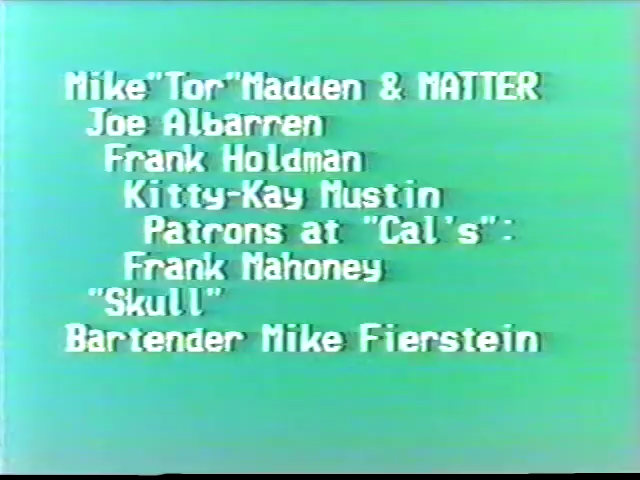 Mike"Tor"Madden & MATTER
Joe Albarren
Frank Holdman
Kitty-Kay Mustin
Patrons at "Cal's":
Frank Mahoney
"Skull"
Bartender Mike Fierstein